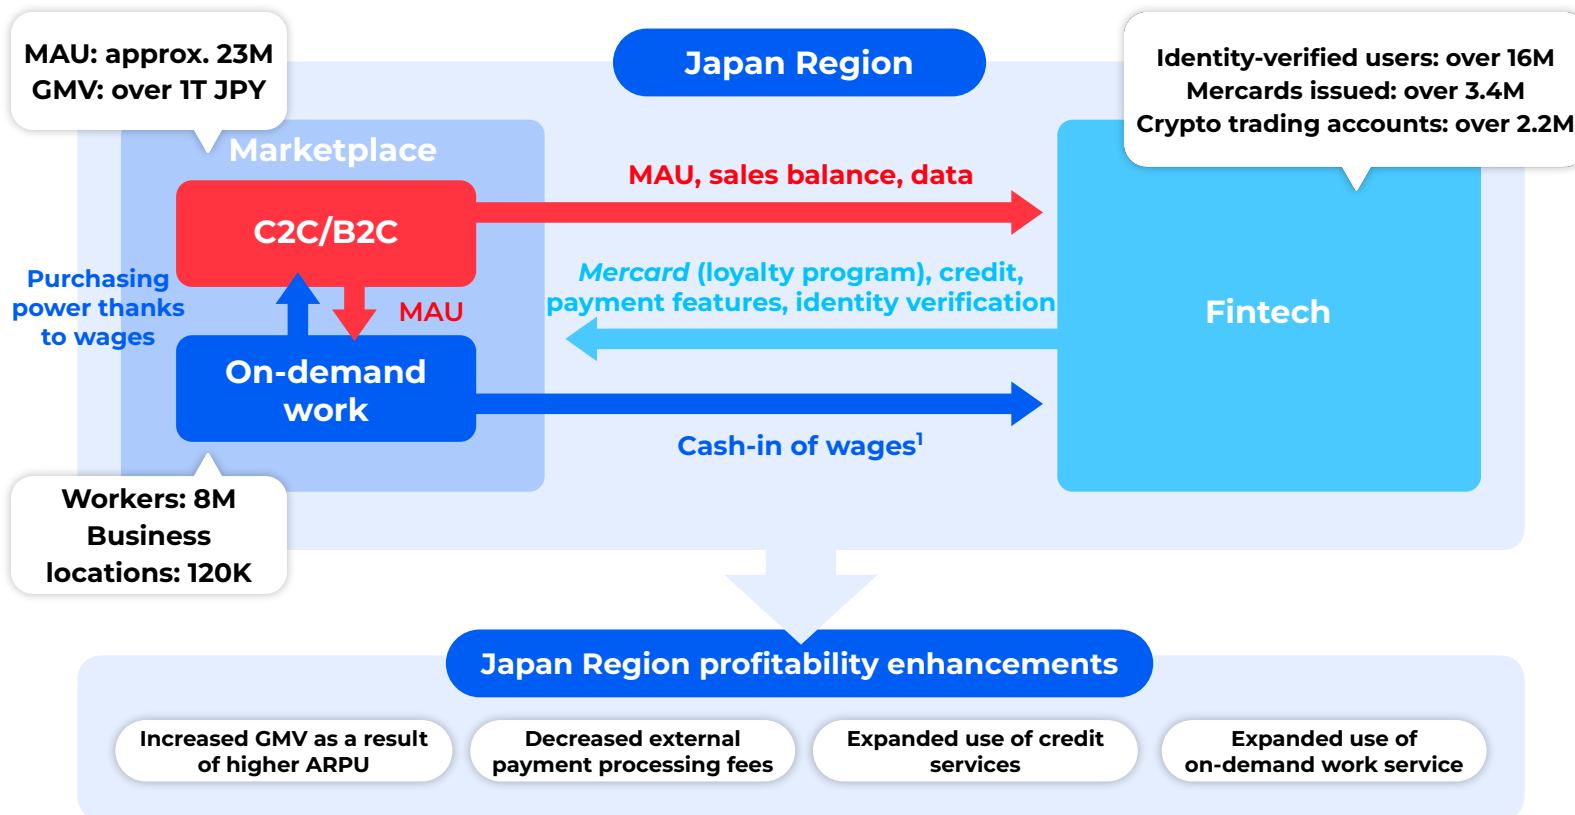 MAU: approx. 23M
GMV: over 1T JPY
Japan Region
Identity-verified users: over 16M
Mercards issued: over 3.4M
Crypto trading accounts: over 2.2M
Marketplace
C2C/B2C
MAU, sales balance, data
Purchasing
power thanks
to wages
MAU
Mercard (loyalty program), credit,
payment features, identity verification
Fintech
On-demand
work
Cash-in of wages¹
Workers: 8M
Business
locations: 120K
Japan Region profitability enhancements
Increased GMV as a result
of higher ARPU
Decreased external
payment processing fees
Expanded use of credit
services
Expanded use of
on-demand work service